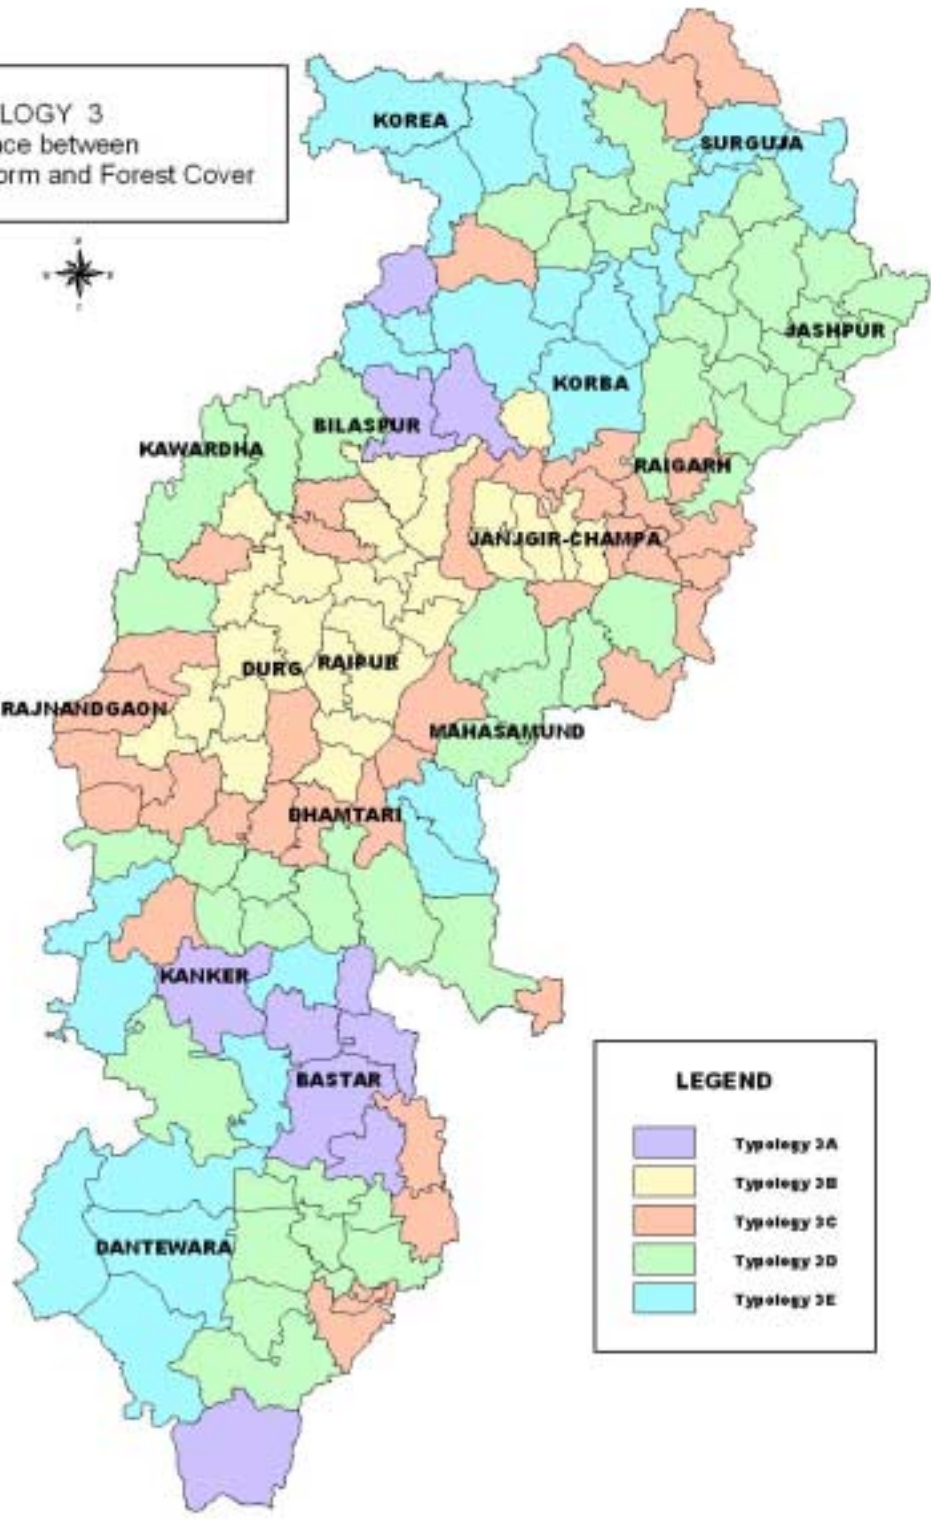 LOGY 3
ce between
orm and Forest Cover
KOREA
SURGUJA
JASHPUR
KORBA
BILASPUR
KAWARDHA
RAIGARH
JANJGIR-CHAMPA
DURG
RAIPUR
RAJNANDGAON
MAHASAMUND
DHAMTARI
KANKER
BASTAR
DANTEWARA
LEGEND
Typology 3A
Typology 3B
Typology 3C
Typology 3D
Typology 3E